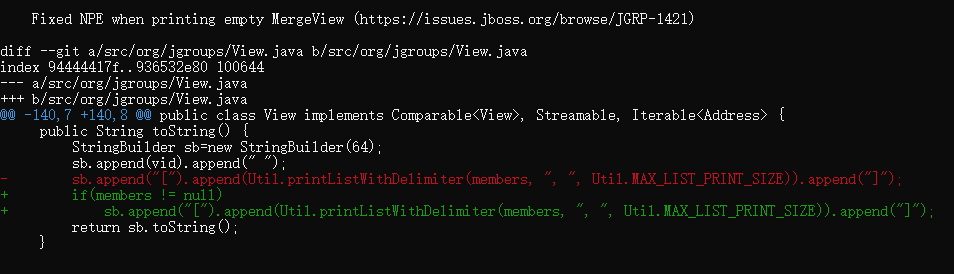 Fixed NPE when printing empty MergeView (https://issues.jboss.org/browse/JGRP-1421)
diff --git a/src/org/jgroups/View.java b/src/org/jgroups/View.java
index 94444417f..936532e80 100644
--- a/src/org/jgroups/View.java
+++ b/src/org/jgroups/View.java
@@ -140,7 +140,8 @@ public class View implements Comparable<View>, Streamable, Iterable<Address> {
     public String toString() {
         StringBuilder sb=new StringBuilder(64);
         sb.append(vid).append(" ");
-        sb.append("[").append(Util.printListWithDelimiter(members, ", ", Util.MAX_LIST_PRINT_SIZE)).append("]");
+        if(members != null)
+            sb.append("[").append(Util.printListWithDelimiter(members, ", ", Util.MAX_LIST_PRINT_SIZE)).append("]");
         return sb.toString();
     }